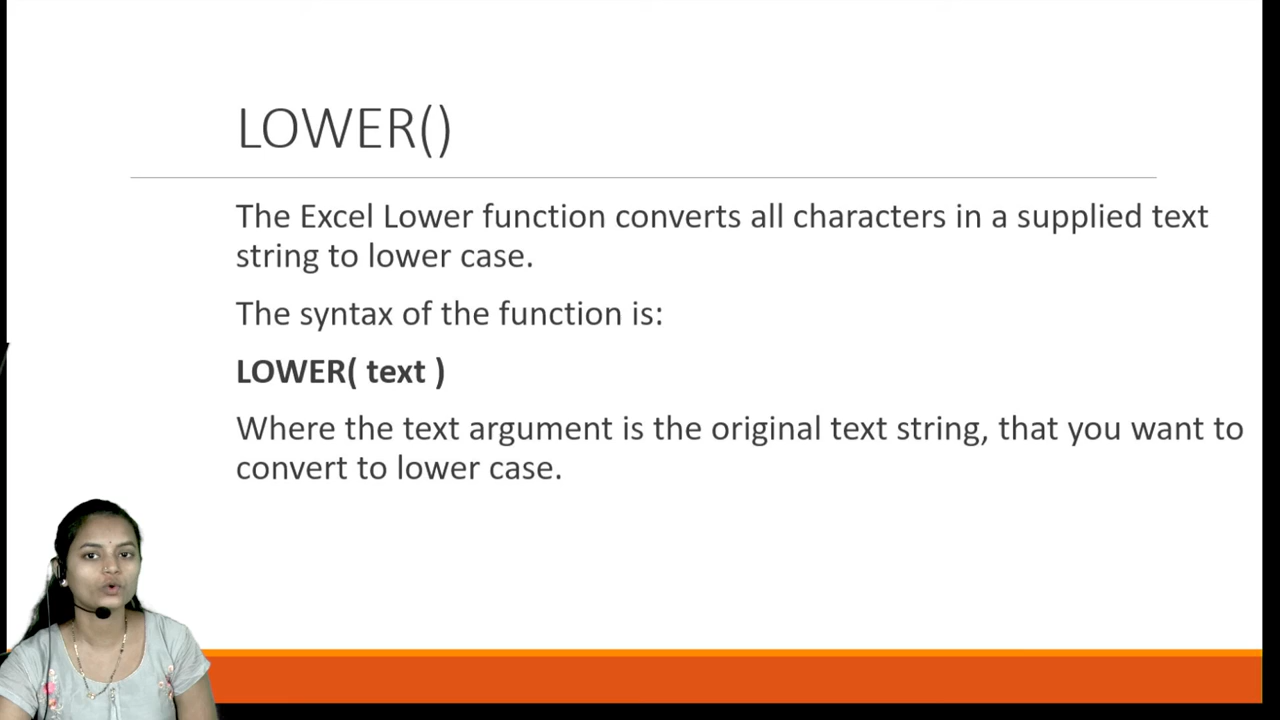 LOWER()
The Excel Lower function converts all characters in a supplied text
string to lower case.
The syntax of the function is:
LOWER( text )
Where the text argument is the original text string, that you want to
convert to lower case.